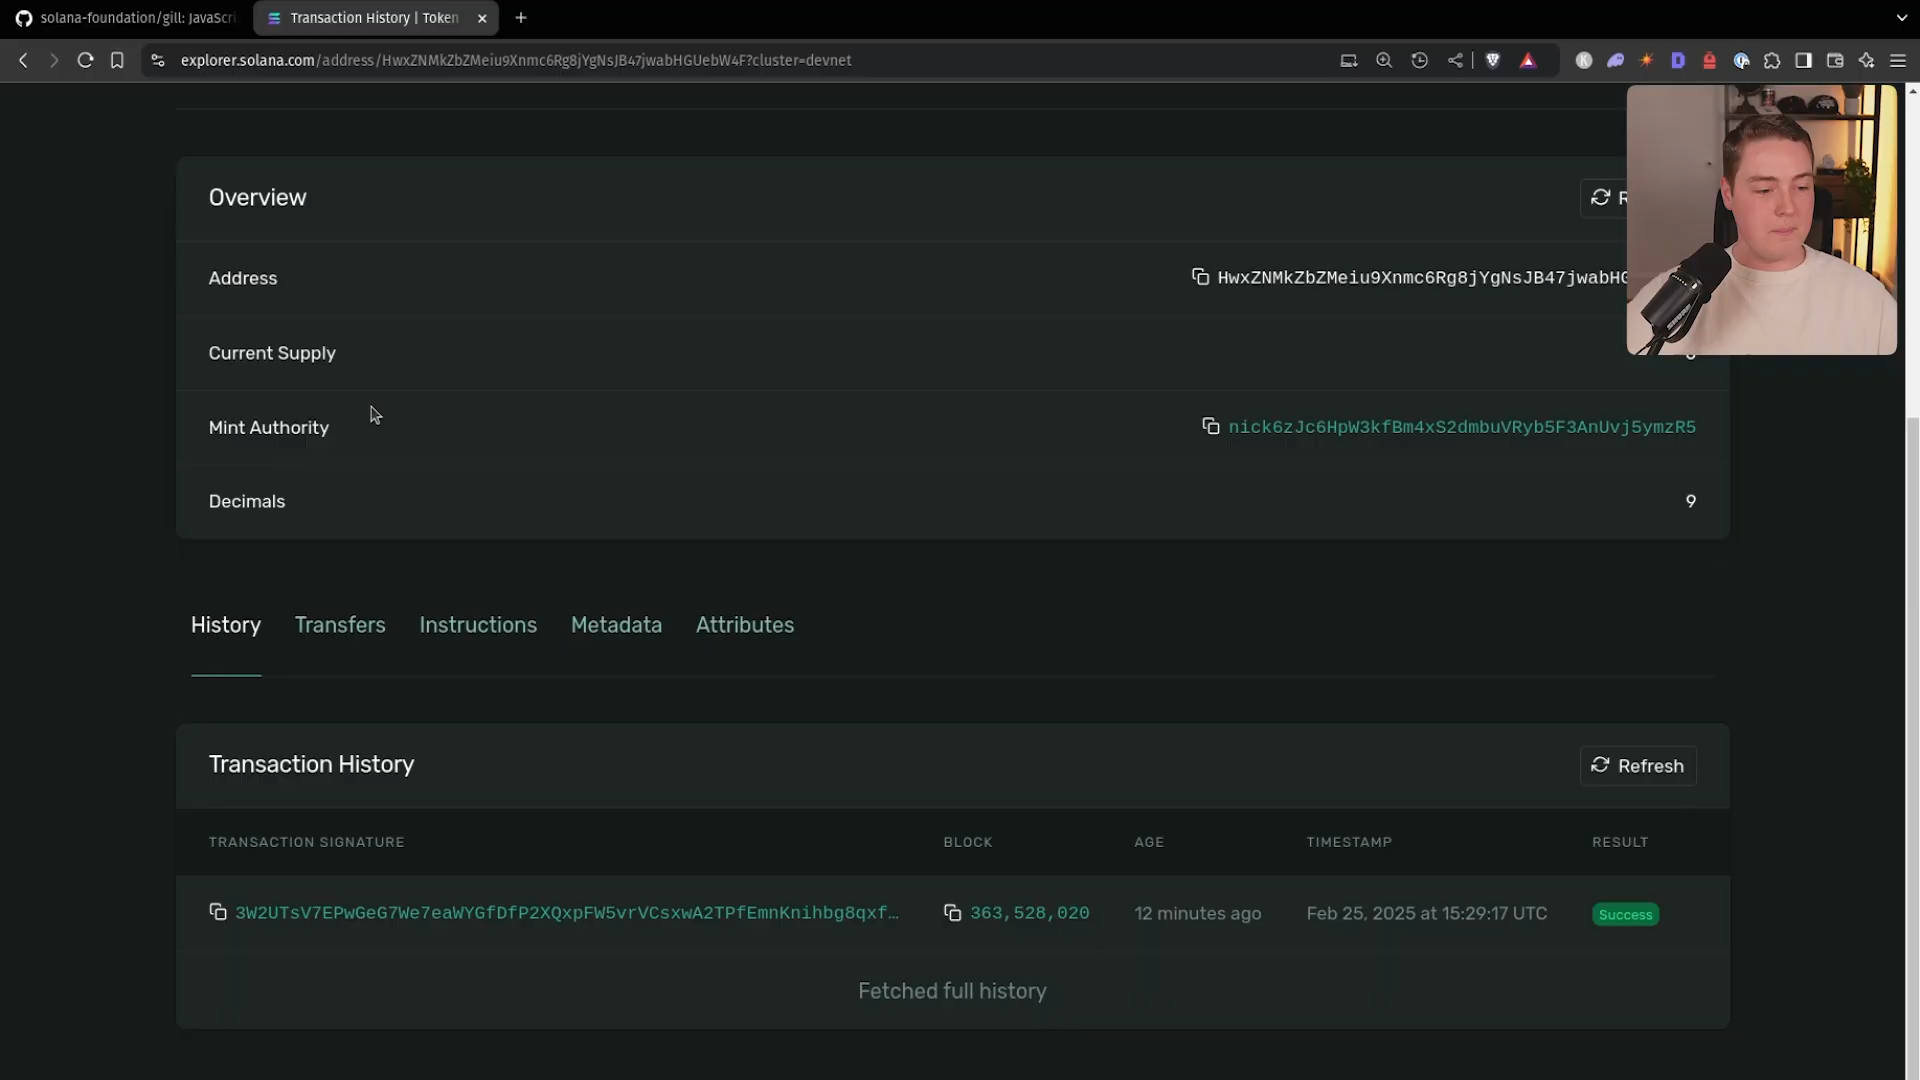 solana-foundation/gill: JavaScri
Transaction History | Token
explorer.solana.com/address/HwxZNMkZbZMeiu9Xnmc6Rg8jYgNsJB47jwabHGUebW4F?cluster=devnet
Overview
Address
HwxZNMkZbZMeiu9Xnmc6Rg8jYgNsJB47jwabHG
Current Supply
Mint Authority
nick6zJc6HpW3kfBm4xS2dmbuVRyb5F3AnUvj5ymzR5
Decimals
9
History Transfers Instructions Metadata Attributes
Transaction History
Refresh
TRANSACTION SIGNATURE BLOCK AGE TIMESTAMP RESULT
3W2UTsV7EPwGeG7We7eaWYGfDfP2XQxpFW5vrVCsxwA2TPfEmnKnihbg8qxf… 363,528,020 12 minutes ago Feb 25, 2025 at 15:29:17 UTC Success
Fetched full history